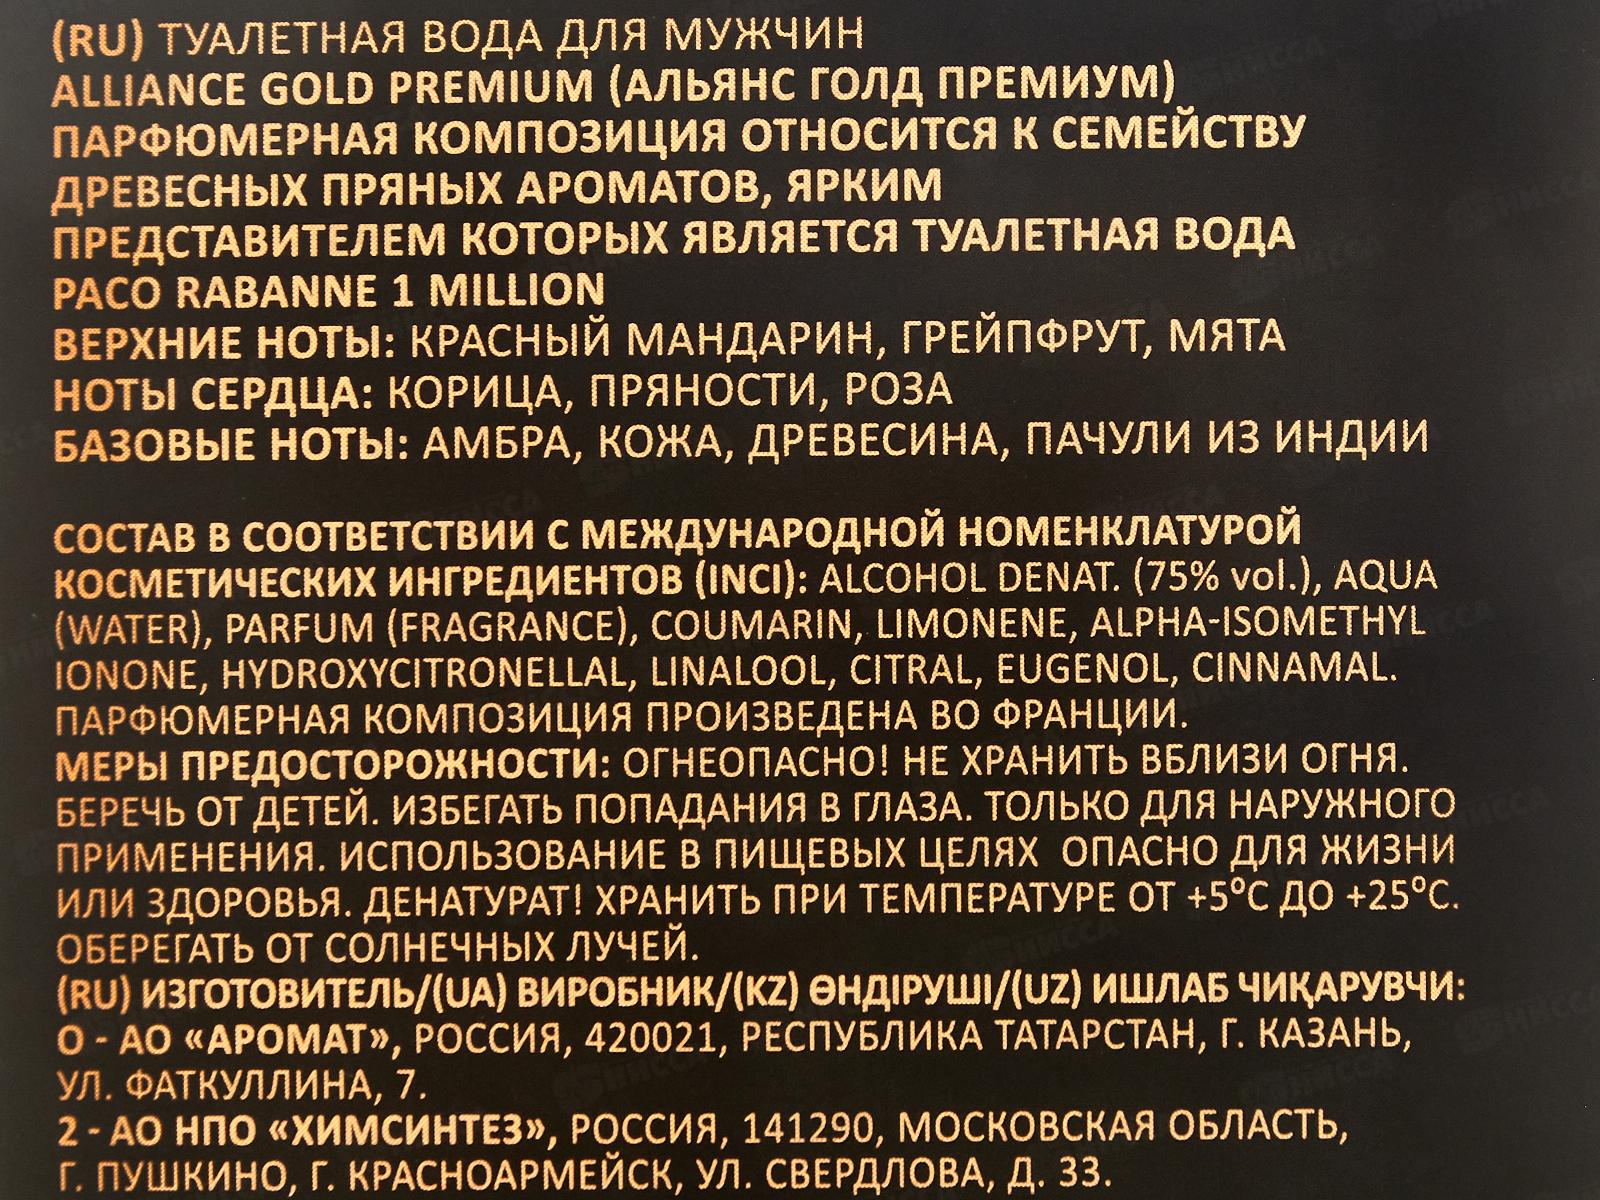 (RU) ТУАЛЕТНАЯ ВОДА ДЛЯ МУЖЧИН
ALLIANCE GOLD PREMIUM (АЛЬЯНС ГОЛД ПРЕМИУМ)
ПАРФЮМЕРНАЯ КОМПОЗИЦИЯ ОТНОСИТСЯ К СЕМЕЙСТВУ
ДРЕВЕСНЫХ ПРЯНЫХ АРОМАТОВ, ЯРКИМ
ПРЕДСТАВИТЕЛЕМ КОТОРЫХ ЯВЛЯЕТСЯ ТУАЛЕТНАЯ ВОДА
PACO RABANNE 1 MILLION
ВЕРХНИЕ НОТЫ: КРАСНЫЙ МАНДАРИН, ГРЕЙПФРУТ, МЯТА
НОТЫ СЕРДЦА: КОРИЦА, ПРЯНОСТИ, РОЗА
БАЗОВЫЕ НОТЫ: АМБРА, КОЖА, ДРЕВЕСИНА, ПАЧУЛИ ИЗ ИНДИИ
СОСТАВ В СООТВЕТСТВИИ С МЕЖДУНАРОДНОЙ НОМЕНКЛАТУРОЙ
КОСМЕТИЧЕСКИХ ИНГРЕДИЕНТОВ (INCI): ALCOHOL DENAT. (75% vol.), AQUA
(WATER), PARFUM (FRAGRANCE), COUMARIN, LIMONENE, ALPHA-ISOMETHYL
IONONE, HYDROXYCITRONELLAL, LINALOOL, CITRAL, EUGENOL, CINNAMAL.
ПАРФЮМЕРНАЯ КОМПОЗИЦИЯ ПРОИЗВЕДЕНА ВО ФРАНЦИИ.
МЕРЫ ПРЕДОСТОРОЖНОСТИ: ОГНЕОПАСНО! НЕ ХРАНИТЬ ВБЛИЗИ ОГНЯ.
БЕРЕЧЬ ОТ ДЕТЕЙ. ИЗБЕГАТЬ ПОПАДАНИЯ В ГЛАЗА. ТОЛЬКО ДЛЯ НАРУЖНОГО
ПРИМЕНЕНИЯ. ИСПОЛЬЗОВАНИЕ В ПИЩЕВЫХ ЦЕЛЯХ ОПАСНО ДЛЯ ЖИЗНИ
ИЛИ ЗДОРОВЬЯ. ДЕНАТУРАТ! ХРАНИТЬ ПРИ ТЕМПЕРАТУРЕ ОТ +5⁰С ДО +25⁰С.
ОБЕРЕГАТЬ ОТ СОЛНЕЧНЫХ ЛУЧЕЙ.
(RU) ИЗГОТОВИТЕЛЬ/(UA) ВИРОБНИК/(KZ) ӨНДІРУШІ/(UZ) ИШЛАБ ЧИҚАРУВЧИ:
О - АО «АРОМАТ», РОССИЯ, 420021, РЕСПУБЛИКА ТАТАРСТАН, Г. КАЗАНЬ,
УЛ. ФАТКУЛЛИНА, 7.
2 - АО НПО «ХИМСИНТЕЗ», РОССИЯ, 141290, МОСКОВСКАЯ ОБЛАСТЬ,
Г. ПУШКИНО, Г. КРАСНОАРМЕЙСК, УЛ. СВЕРДЛОВА, Д. 33.